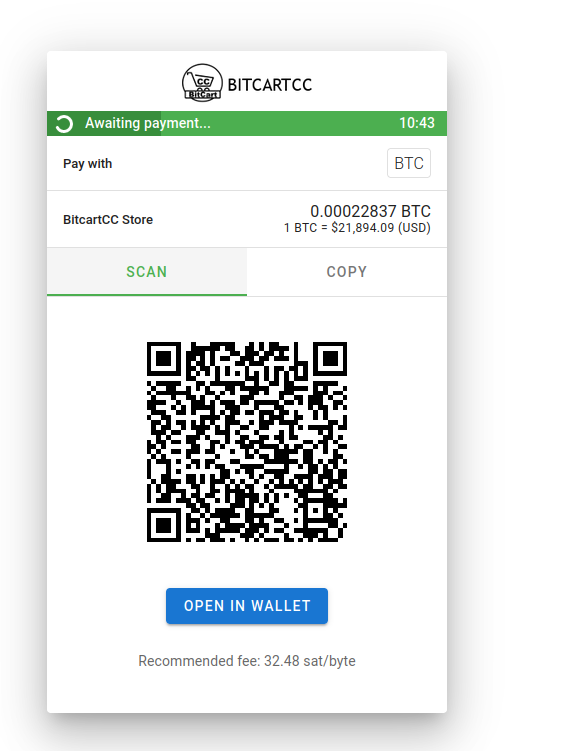 CC
BitCart
BITCARTCC
Awaiting payment... 10:43
Pay with BTC
BitcartCC Store 0.00022837 BTC
1 BTC = $21,894.09 (USD)
SCAN COPY
OPEN IN WALLET
Recommended fee: 32.48 sat/byte